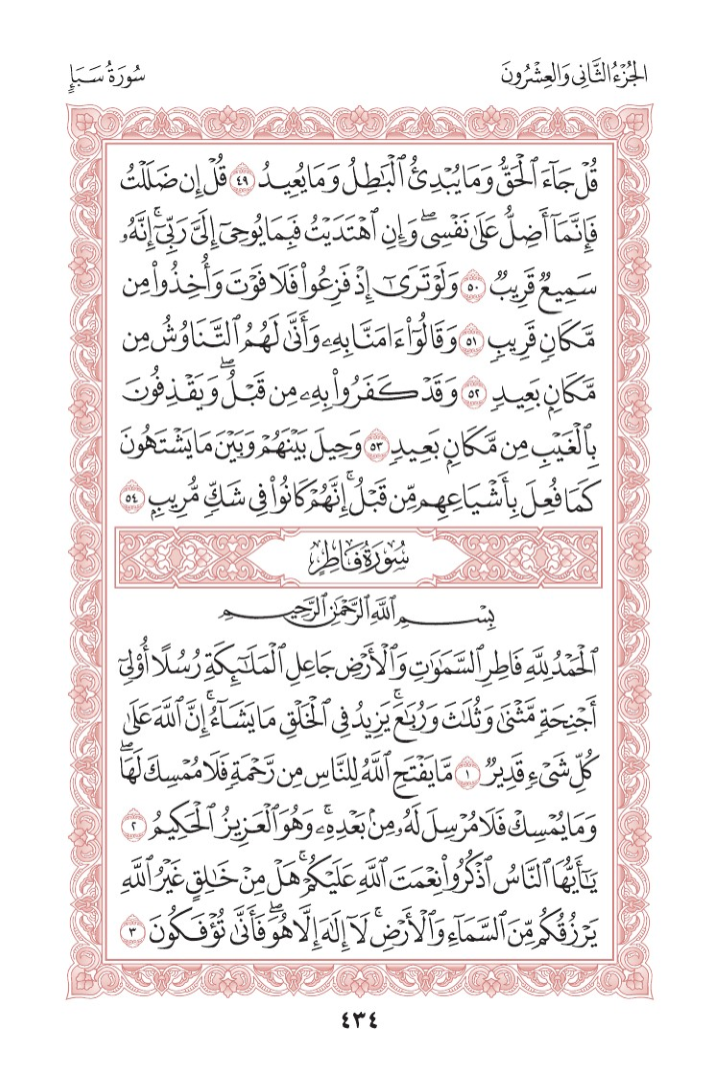 الجُزْءُ الثَّانِي وَالعِشْرُونَ
سُورَةُ سَبَإٍ
قُلۡ جَآءَ ٱلۡحَقُّ وَمَا يُبۡدِئُ ٱلۡبَٰطِلُ وَمَا يُعِيدُ ٤٩ قُلۡ إِن ضَلَلۡتُ
فَإِنَّمَآ أَضِلُّ عَلَىٰ نَفۡسِيۖ وَإِنِ ٱهۡتَدَيۡتُ فَبِمَا يُوحِيٓ إِلَيَّ رَبِّيٓۚ إِنَّهُۥ
سَمِيعٞ قَرِيبٞ ٥٠ وَلَوۡ تَرَىٰٓ إِذۡ فَزِعُواْ فَلَا فَوۡتَ وَأُخِذُواْ مِن
مَّكَانٖ قَرِيبٖ ٥١ وَقَالُوٓاْ ءَامَنَّا بِهِۦ وَأَنَّىٰ لَهُمُ ٱلتَّنَاوُشُ مِن
مَّكَانِۭ بَعِيدٖ ٥٢ وَقَدۡ كَفَرُواْ بِهِۦ مِن قَبۡلُۖ وَيَقۡذِفُونَ
بِٱلۡغَيۡبِ مِن مَّكَانِۭ بَعِيدٖ ٥٣ وَحِيلَ بَيۡنَهُمۡ وَبَيۡنَ مَا يَشۡتَهُونَ
كَمَا فُعِلَ بِأَشۡيَاعِهِم مِّن قَبۡلُۚ إِنَّهُمۡ كَانُواْ فِي شَكّٖ مُّرِيبِۭ ٥٤
سُورَةُ فَاطِرٍ
بِسۡمِ ٱللَّهِ ٱلرَّحۡمَٰنِ ٱلرَّحِيمِ
ٱلۡحَمۡدُ لِلَّهِ فَاطِرِ ٱلسَّمَٰوَٰتِ وَٱلۡأَرۡضِ جَاعِلِ ٱلۡمَلَٰٓئِكَةِ رُسُلًا أُوْلِيٓ
أَجۡنِحَةٖ مَّثۡنَىٰ وَثُلَٰثَ وَرُبَٰعَۚ يَزِيدُ فِي ٱلۡخَلۡقِ مَا يَشَآءُۚ إِنَّ ٱللَّهَ عَلَىٰ
كُلِّ شَيۡءٖ قَدِيرٞ ١ مَّا يَفۡتَحِ ٱللَّهُ لِلنَّاسِ مِن رَّحۡمَةٖ فَلَا مُمۡسِكَ لَهَاۖ
وَمَا يُمۡسِكۡ فَلَا مُرۡسِلَ لَهُۥ مِنۢ بَعۡدِهِۦۚ وَهُوَ ٱلۡعَزِيزُ ٱلۡحَكِيمُ ٢
يَٰٓأَيُّهَا ٱلنَّاسُ ٱذۡكُرُواْ نِعۡمَتَ ٱللَّهِ عَلَيۡكُمۡۚ هَلۡ مِنۡ خَٰلِقٍ غَيۡرُ ٱللَّهِ
يَرۡزُقُكُم مِّنَ ٱلسَّمَآءِ وَٱلۡأَرۡضِۚ لَآ إِلَٰهَ إِلَّا هُوَۖ فَأَنَّىٰ تُؤۡفَكُونَ ٣
٤٣٤